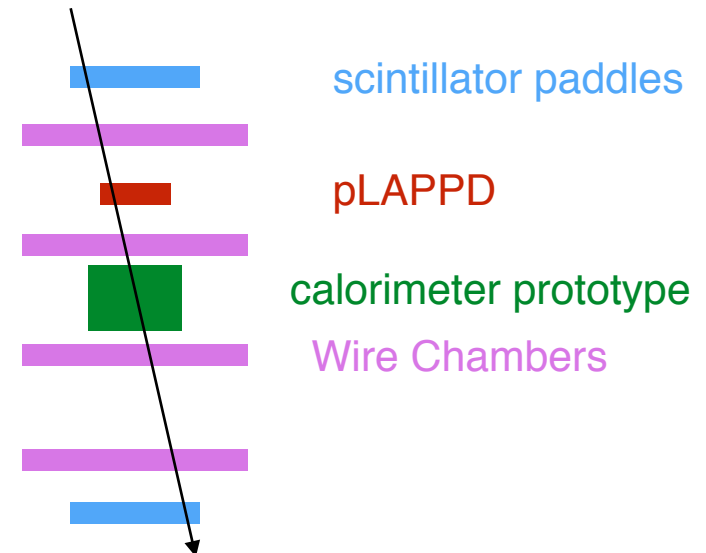 scintillator paddles
pLAPPD
calorimeter prototype
Wire Chambers